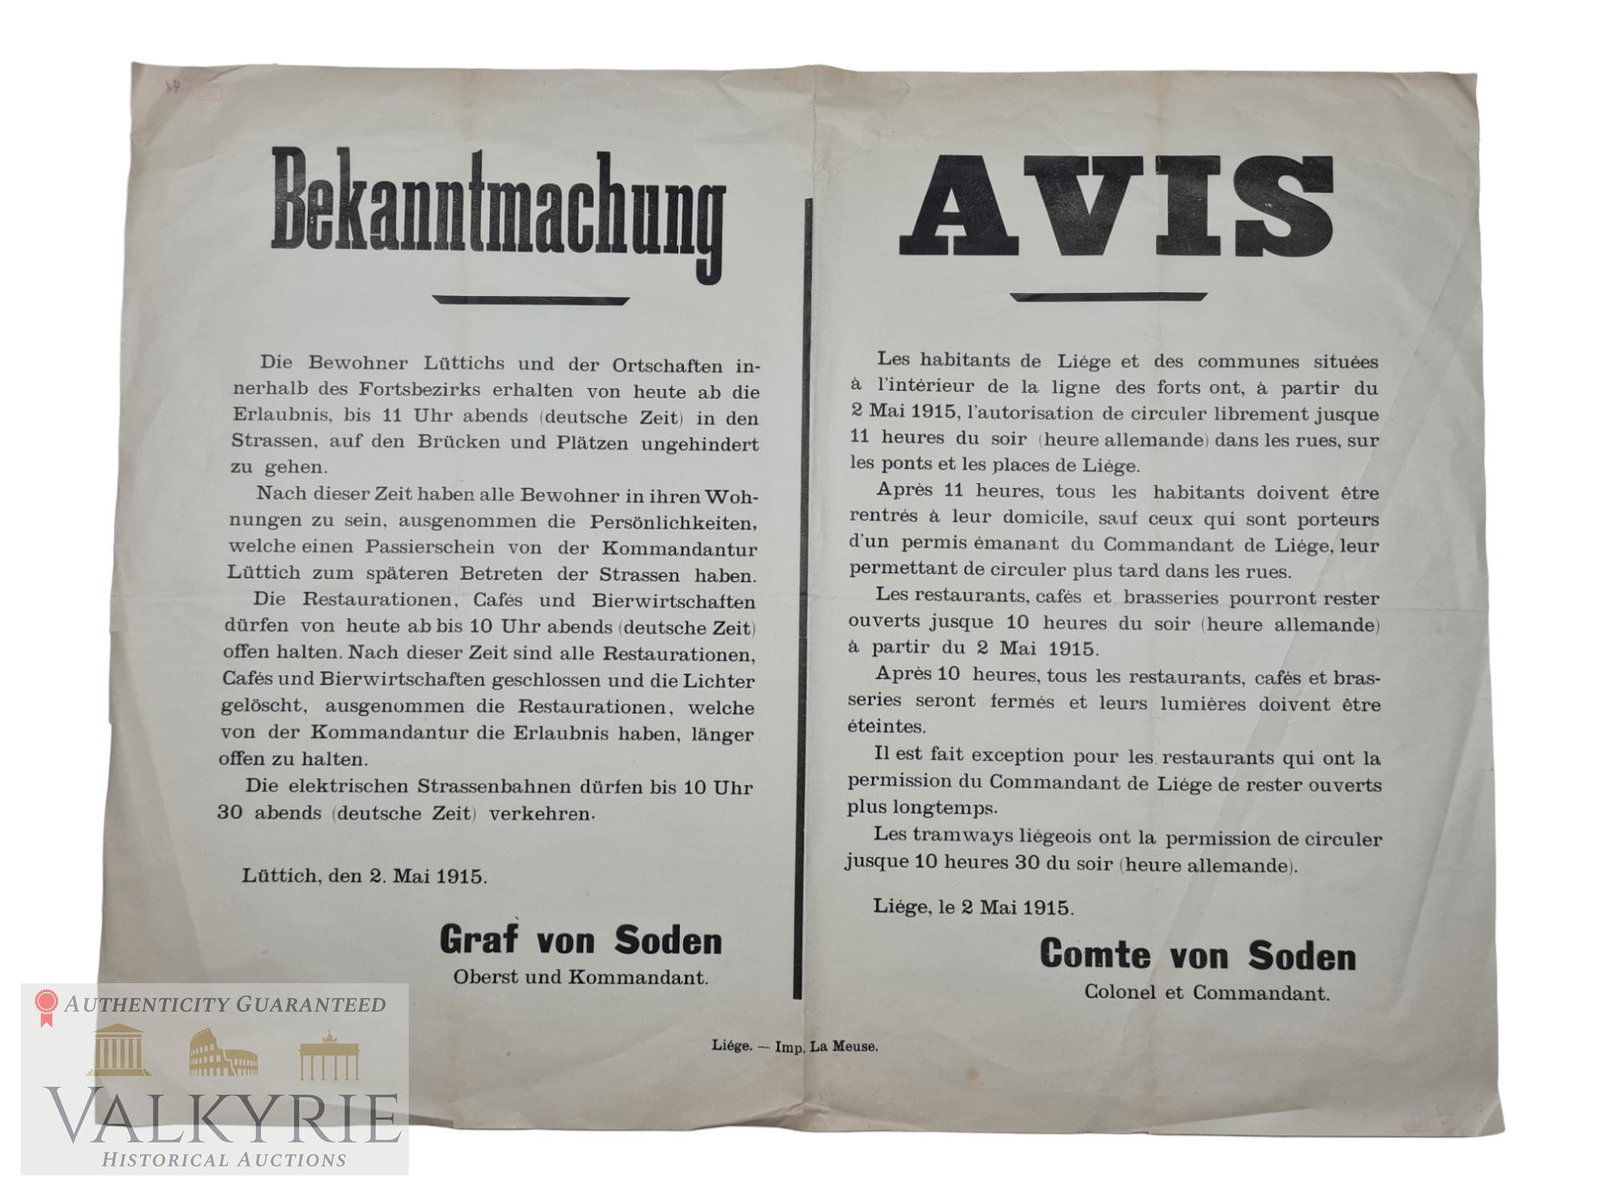 Bekanntmachung
Die Bewohner Lüttichs und der Ortschaften in-
nerhalb des Fortsbezirks erhalten von heute ab die
Erlaubnis, bis 11 Uhr abends (deutsche Zeit) in den
Strassen, auf den Brücken und Plätzen ungehindert
zu gehen.
Nach dieser Zeit haben alle Bewohner in ihren Woh-
nungen zu sein, ausgenommen die Persönlichkeiten,
welche einen Passierschein von der Kommandantur
Lüttich zum späteren Betreten der Strassen haben.
Die Restaurationen, Cafés und Bierwirtschaften
dürfen von heute ab bis 10 Uhr abends (deutsche Zeit)
offen halten. Nach dieser Zeit sind alle Restaurationen,
Cafés und Bierwirtschaften geschlossen und die Lichter
gelöscht, ausgenommen die Restaurationen, welche
von der Kommandantur die Erlaubnis haben, länger
offen zu halten.
Die elektrischen Strassenbahnen dürfen bis 10 Uhr
30 abends (deutsche Zeit) verkehren.
Lüttich, den 2. Mai 1915.
Graf von Soden
Oberst und Kommandant.
AVIS
Les habitants de Liége et des communes situées
à l'intérieur de la ligne des forts ont, à partir du
2 Mai 1915, l'autorisation de circuler librement jusque
11 heures du soir (heure allemande) dans les rues, sur
les ponts et les places de Liége.
Après 11 heures, tous les habitants doivent être
rentrés à leur domicile, sauf ceux qui sont porteurs
d'un permis émanant du Commandant de Liége, leur
permettant de circuler plus tard dans les rues.
Les restaurants, cafés et brasseries pourront rester
ouverts jusque 10 heures du soir (heure allemande)
à partir du 2 Mai 1915.
Après 10 heures, tous les restaurants, cafés et bras-
series seront fermés et leurs lumières doivent être
éteintes.
Il est fait exception pour les restaurants qui ont la
permission du Commandant de Liége de rester ouverts
plus longtemps.
Les tramways liégeois ont la permission de circuler
jusque 10 heures 30 du soir (heure allemande).
Liége, le 2 Mai 1915.
Comte von Soden
Colonel et Commandant.
Liége. — Imp. La Meuse.
AUTHENTICITY GUARANTEED
VALKYRIE
HISTORICAL AUCTIONS